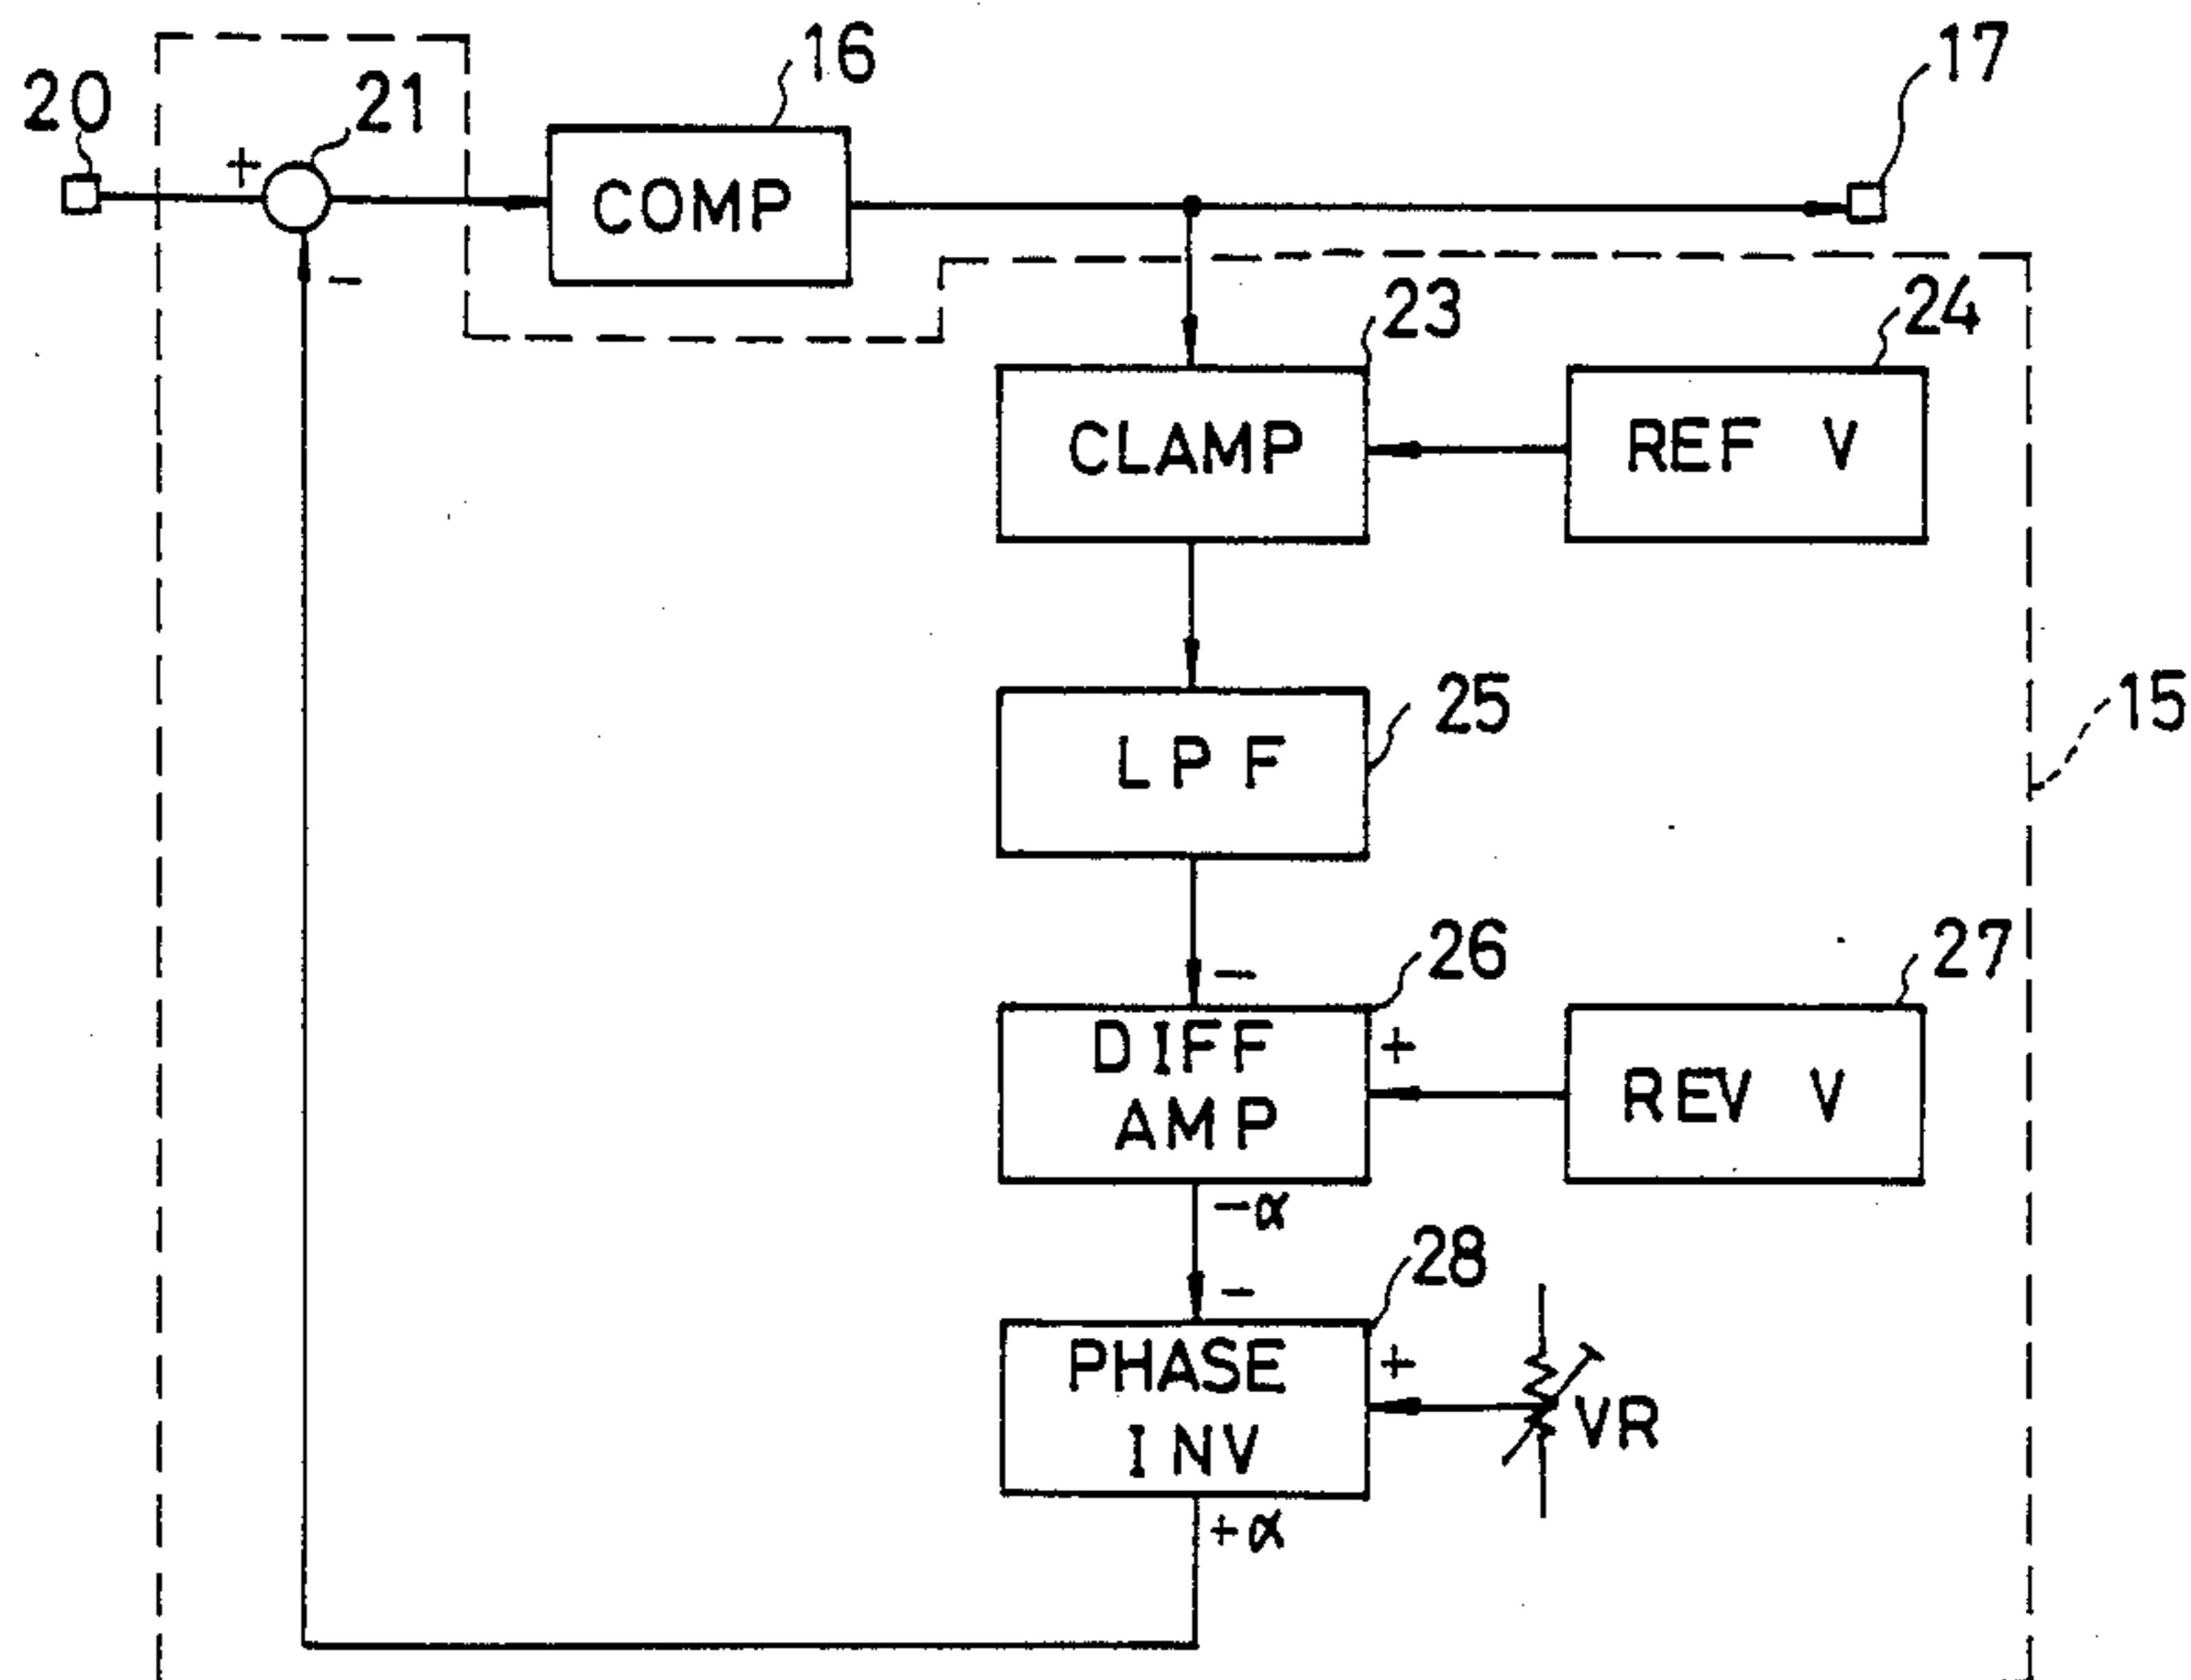 16
17
20
21
+
COMP
-
23
24
CLAMP
REF V
25
15
LPF
26
27
-
+
DIFF
AMP
REV V
-α
28
-
+
PHASE
INV
VR
+α